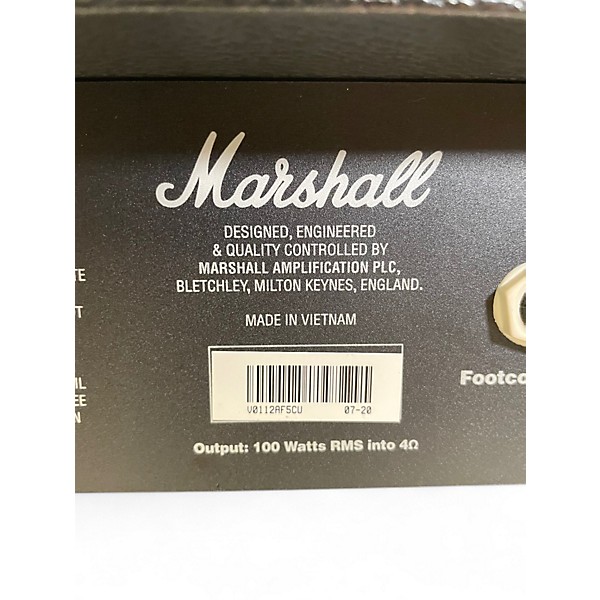 Marshall
DESIGNED, ENGINEERED
& QUALITY CONTROLLED BY
MARSHALL AMPLIFICATION PLC,
BLETCHLEY, MILTON KEYNES, ENGLAND.
MADE IN VIETNAM
V0112AF5CU 07-20
Output: 100 Watts RMS into 4Ω
Footco